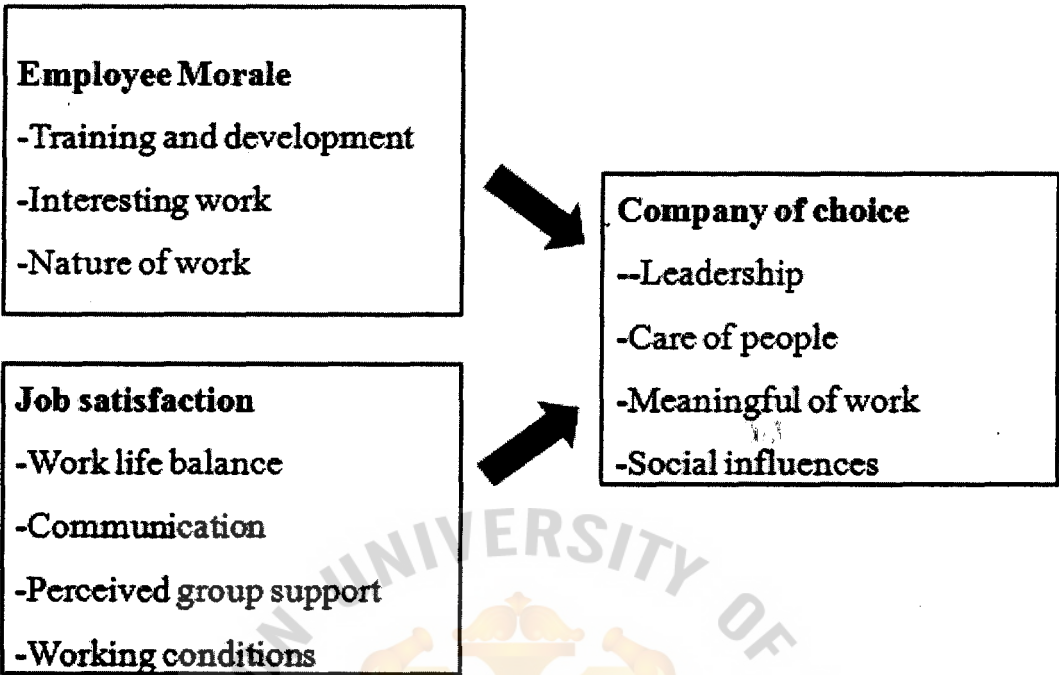 Employee Morale
-Training and development
-Interesting work
-Nature of work
Company of choice
--Leadership
-Care of people
-Meaningful of work
-Social influences
Job satisfaction
-Work life balance
-Communication
-Perceived group support
-Working conditions
UNIVERSITY OF